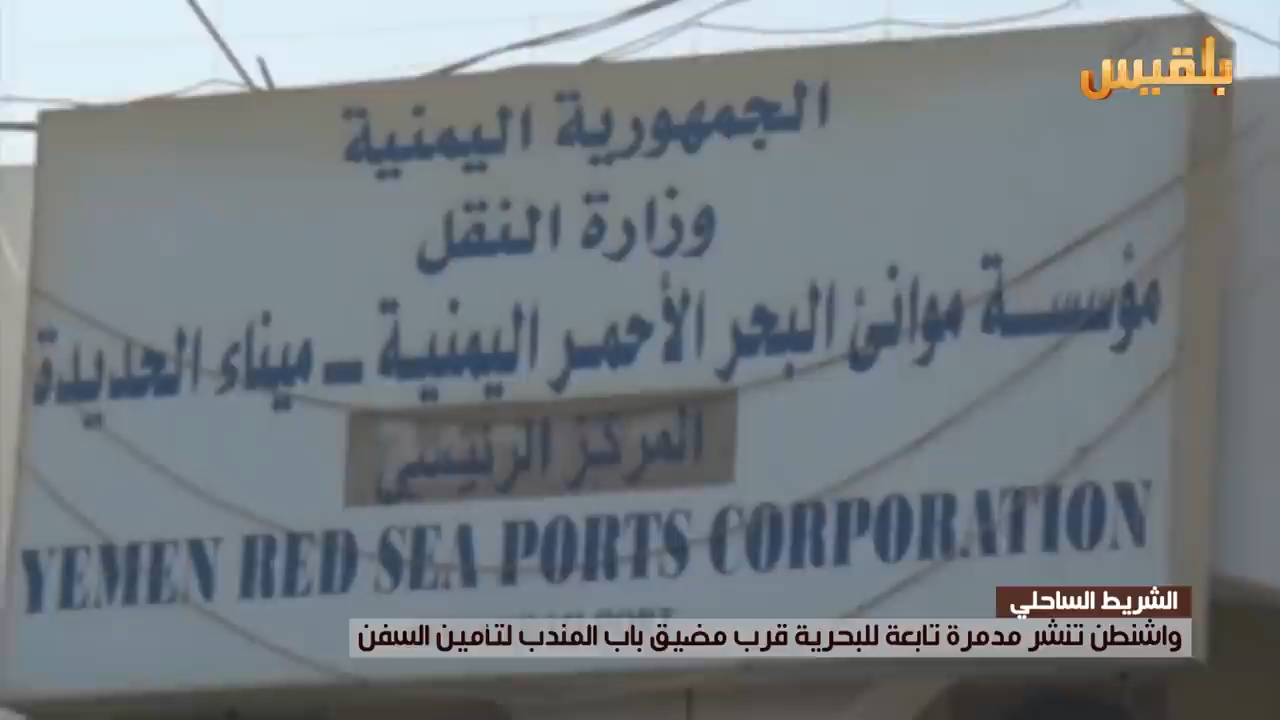 بلقيس
الجمهورية اليمنية
وزارة النقل
مؤسسة موانئ البحر الأحمر اليمنية - ميناء الحديدة
المركز الرئيسي
YEMEN RED SEA PORTS CORPORATION
الشريط الساحلي
واشنطن تنشر مدمرة تابعة للبحرية قرب مضيق باب المندب لتأمين السفن